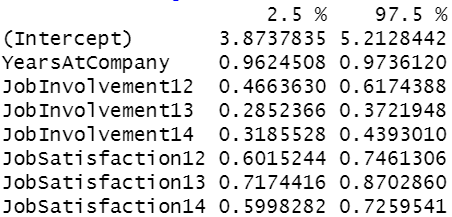 2.5 % 97.5 %
(Intercept) 3.8737835 5.2128442
YearsAtCompany 0.9624508 0.9736120
JobInvolvement12 0.4663630 0.6174388
JobInvolvement13 0.2852366 0.3721948
JobInvolvement14 0.3185528 0.4393010
JobSatisfaction12 0.6015244 0.7461306
JobSatisfaction13 0.7174416 0.8702860
JobSatisfaction14 0.5998282 0.7259541